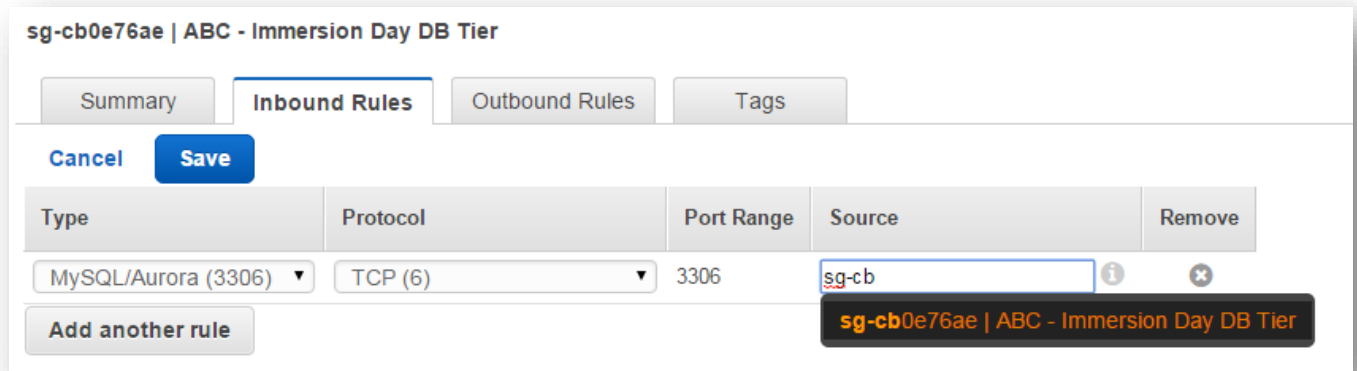 sg-cb0e76ae | ABC - Immersion Day DB Tier
Summary Inbound Rules Outbound Rules Tags
Cancel Save
Type Protocol Port Range Source Remove
MySQL/Aurora (3306) TCP (6) 3306 sg-cb
sg-cb0e76ae | ABC - Immersion Day DB Tier
Add another rule